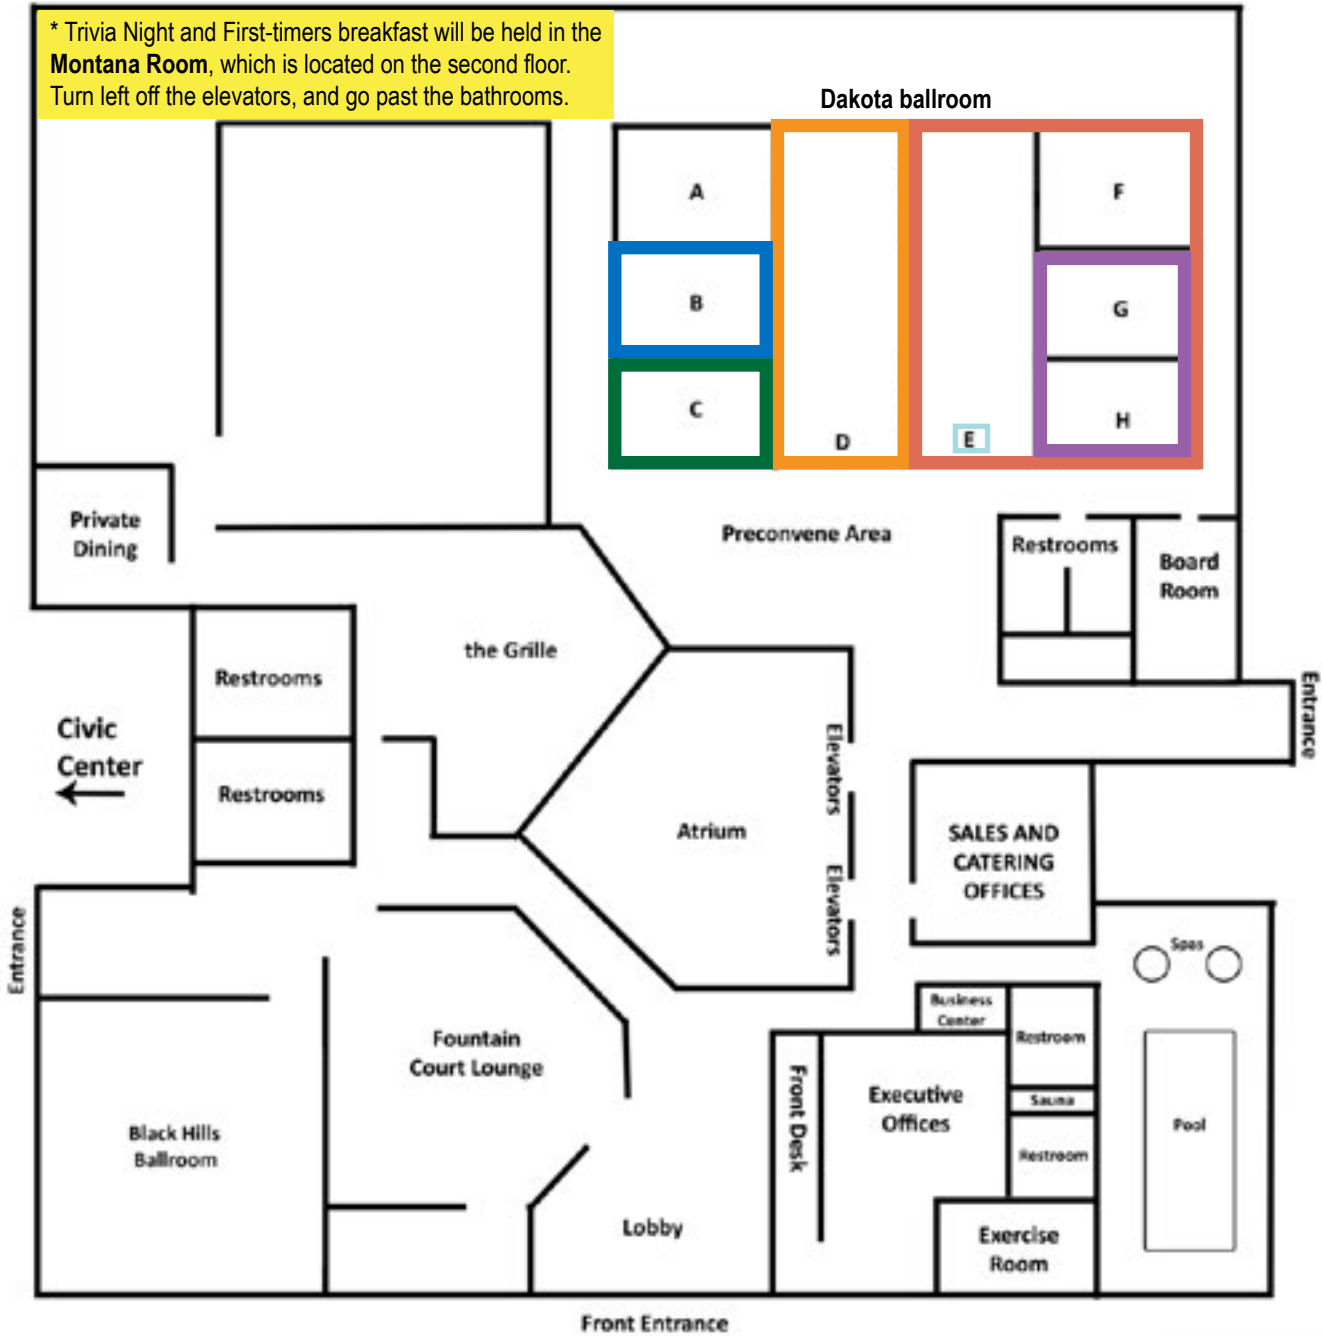 * Trivia Night and First-timers breakfast will be held in the
Montana Room, which is located on the second floor.
Turn left off the elevators, and go past the bathrooms.
Dakota ballroom
A
F
B
G
C
H
D
E
Private
Dining
Preconvene Area
Restrooms
Board
Room
the Grille
Restrooms
Entrance
Civic
Center
Restrooms
Elevators
Atrium
SALES AND
CATERING
OFFICES
Elevators
Entrance
Spas
Business
Center
Restroom
Fountain
Court Lounge
Front Desk
Executive
Offices
Sauna
Pool
Black Hills
Ballroom
Restroom
Lobby
Exercise
Room
Front Entrance